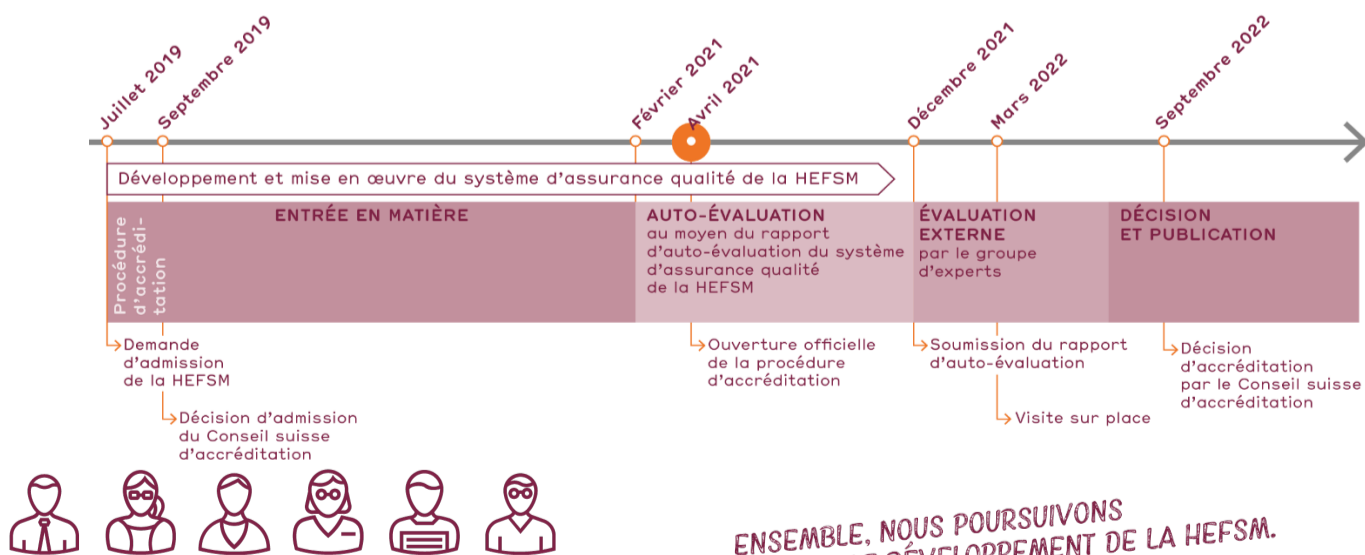 Juillet 2019
Septembre 2019
Février 2021
Avril 2021
Décembre 2021
Mars 2022
Septembre 2022
Développement et mise en œuvre du système d'assurance qualité de la HEFSM
Procédure
d'accrédi-
tation
ENTRÉE EN MATIÈRE
AUTO-ÉVALUATION
au moyen du rapport
d'auto-évaluation du système
d'assurance qualité
de la HEFSM
ÉVALUATION
EXTERNE
par le groupe
d'experts
DÉCISION
ET PUBLICATION
Demande
d'admission
de la HEFSM
Décision d'admission
du Conseil suisse
d'accréditation
Ouverture officielle
de la procédure
d'accréditation
Soumission du rapport
d'auto-évaluation
Visite sur place
Décision
d'accréditation
par le Conseil suisse
d'accréditation
ENSEMBLE, NOUS POURSUIVONS
DÉVELOPPEMENT DE LA HEFSM.